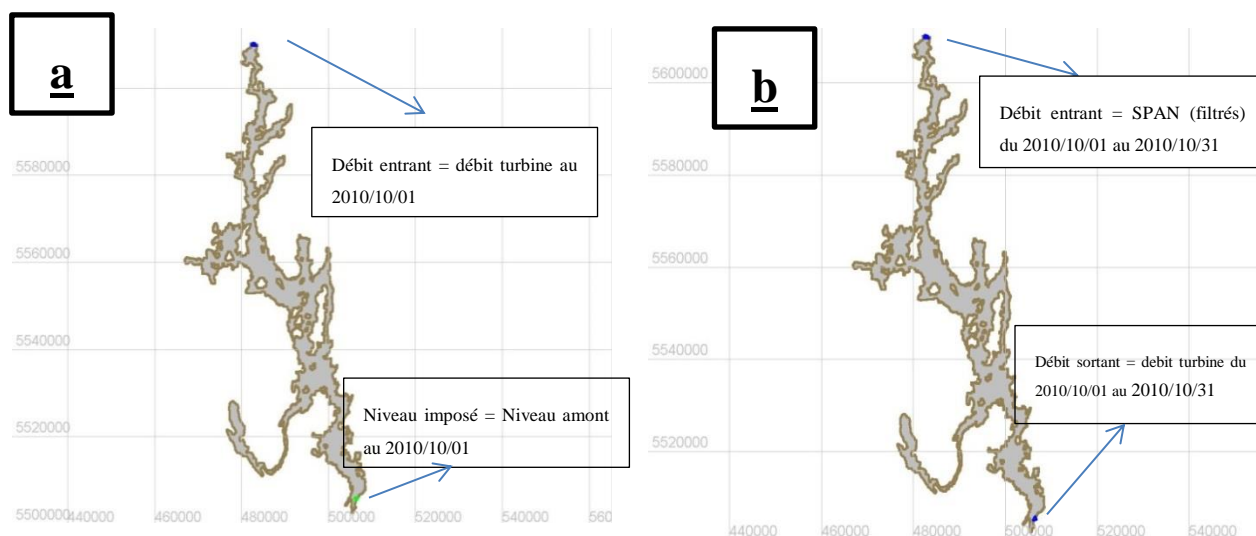 a
Débit entrant = débit turbine au
2010/10/01
Niveau imposé = Niveau amont
au 2010/10/01
5580000
5560000
5540000
5520000
5500000
440000
460000
480000
500000
520000
540000
560
b
Débit entrant = SPAN (filtrés)
du 2010/10/01 au 2010/10/31
Débit sortant = debit turbine du
2010/10/01 au 2010/10/31
5600000
5580000
5560000
5540000
5520000
440000
460000
480000
500000
520000
540000